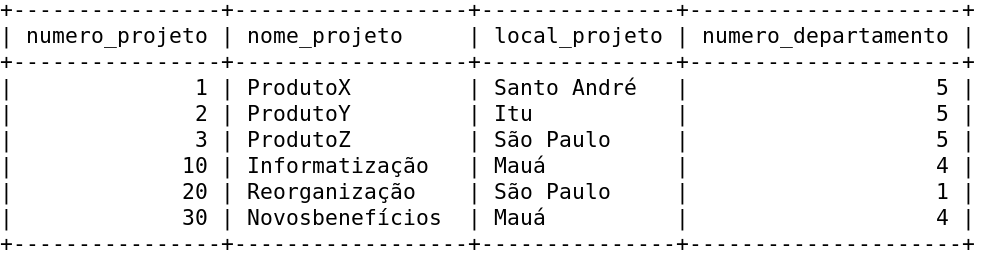 +----------------+------------------+---------------+---------------------+
| numero_projeto | nome_projeto     | local_projeto | numero_departamento |
+----------------+------------------+---------------+---------------------+
|              1 | ProdutoX         | Santo André   |                   5 |
|              2 | ProdutoY         | Itu           |                   5 |
|              3 | ProdutoZ         | São Paulo     |                   5 |
|             10 | Informatização   | Mauá          |                   4 |
|             20 | Reorganização    | São Paulo     |                   1 |
|             30 | Novosbenefícios  | Mauá          |                   4 |
+----------------+------------------+---------------+---------------------+